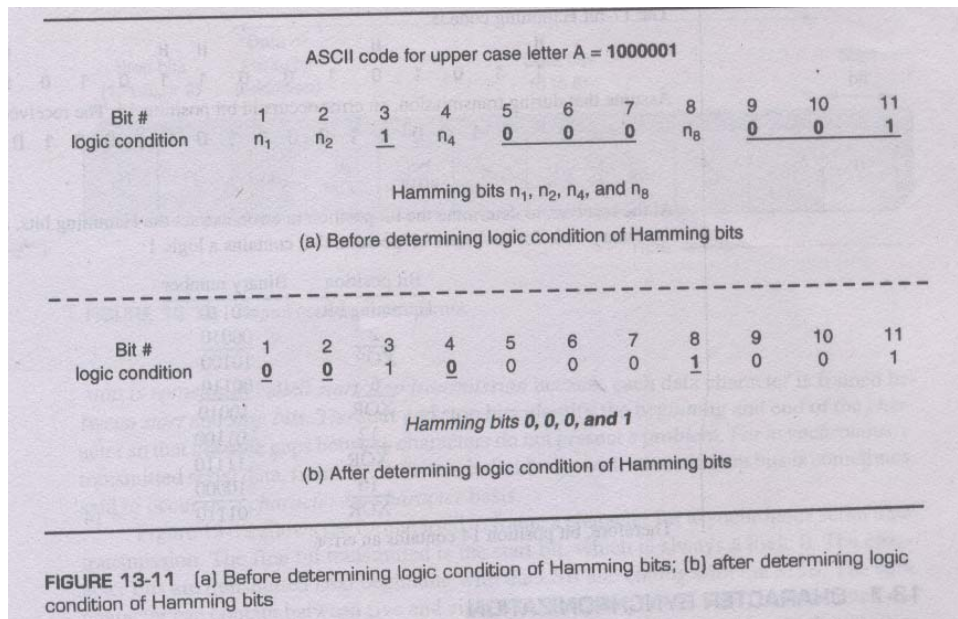 ASCII code for upper case letter A = 1000001
Bit # 1 2 3 4 5 6 7 8 9 10 11
logic condition n1 n2 1 n4 0 0 0 n8 0 0 1
Hamming bits n1, n2, n4, and n8
(a) Before determining logic condition of Hamming bits
Bit # 1 2 3 4 5 6 7 8 9 10 11
logic condition 0 0 1 0 0 0 0 1 0 0 1
Hamming bits 0, 0, 0, and 1
(b) After determining logic condition of Hamming bits
FIGURE 13-11 (a) Before determining logic condition of Hamming bits; (b) after determining logic
condition of Hamming bits